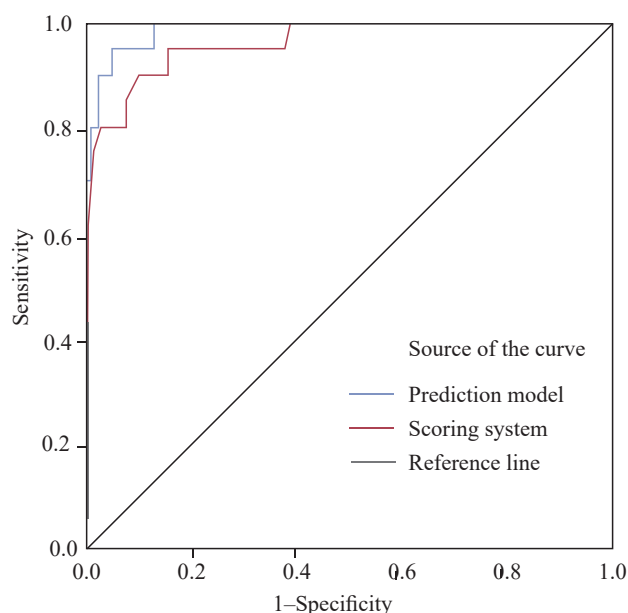 1.0
0.8
0.6
0.4
0.2
0.0
Sensitivity
Source of the curve
Prediction model
Scoring system
Reference line
0.0 0.2 0.4 0.6 0.8 1.0
1–Specificity